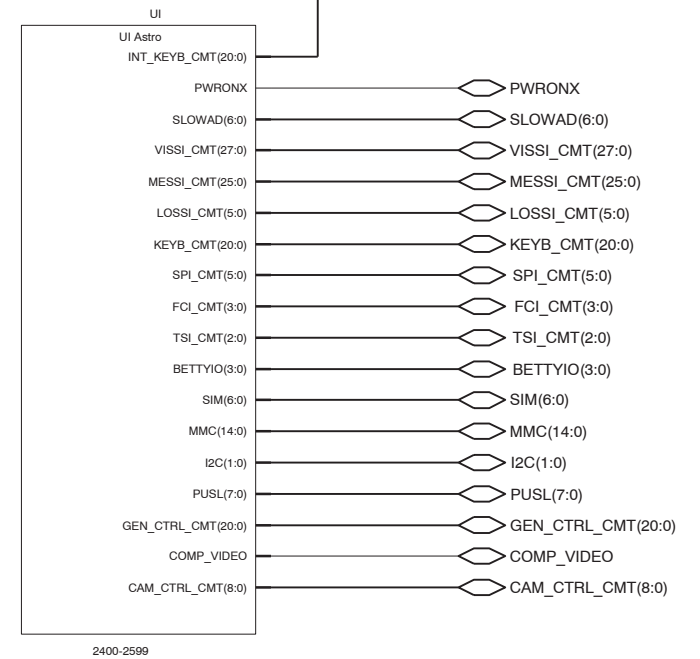 UI
UI Astro
INT_KEYB_CMT(20:0)
PWRONX PWRONX
SLOWAD(6:0) SLOWAD(6:0)
VISSI_CMT(27:0) VISSI_CMT(27:0)
MESSI_CMT(25:0) MESSI_CMT(25:0)
LOSSI_CMT(5:0) LOSSI_CMT(5:0)
KEYB_CMT(20:0) KEYB_CMT(20:0)
SPI_CMT(5:0) SPI_CMT(5:0)
FCI_CMT(3:0) FCI_CMT(3:0)
TSI_CMT(2:0) TSI_CMT(2:0)
BETTYIO(3:0) BETTYIO(3:0)
SIM(6:0) SIM(6:0)
MMC(14:0) MMC(14:0)
I2C(1:0) I2C(1:0)
PUSL(7:0) PUSL(7:0)
GEN_CTRL_CMT(20:0) GEN_CTRL_CMT(20:0)
COMP_VIDEO COMP_VIDEO
CAM_CTRL_CMT(8:0) CAM_CTRL_CMT(8:0)
2400-2599